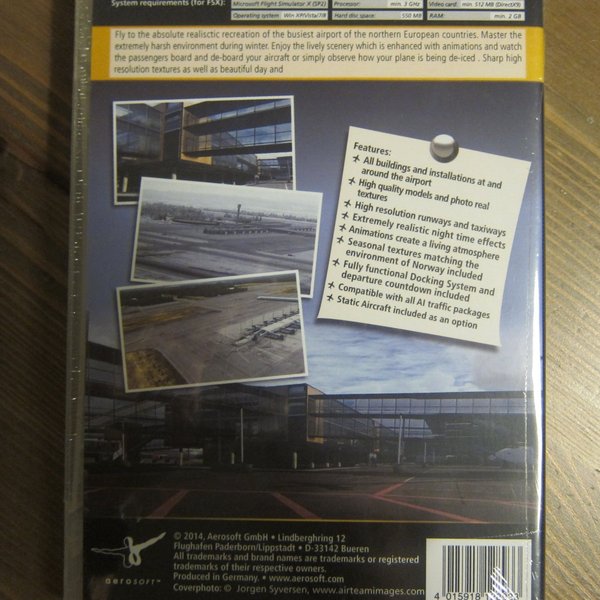 System requirements (for FSX): Microsoft Flight Simulator X (SP2) Processor: min. 3 GHz Video card: min. 512 MB (DirectX9)
Operating system Win XP/Vista/7/8 Hard disc space: 550 MB RAM: min. 2 GB
Fly to the absolute realisctic recreation of the busiest airport of the northern European countries. Master the
extremely harsh environment during winter. Enjoy the lively scenery which is enhanced with animations and watch
the passengers board and de-board your aircraft or simply observe how your plane is being de-iced . Sharp high
resolution textures as well as beautiful day and
Features:
All buildings and installations at and
around the airport
High quality models and photo real
textures
High resolution runways and taxiways
Extremely realistic night time effects
Animations create a living atmosphere
Seasonal textures matching the
environment of Norway included
Fully functional Docking System and
departure countdown included
Compatible with all AI traffic packages
Static Aircraft included as an option
© 2014, Aerosoft GmbH • Lindberghring 12
Flughafen Paderborn/Lippstadt • D-33142 Bueren
All trademarks and brand names are trademarks or registered
trademarks of their respective owners.
Produced in Germany. • www.aerosoft.com
Coverphoto: © Jorgen Syversen, www.airteamimages.com
aerosoft™
4 015918